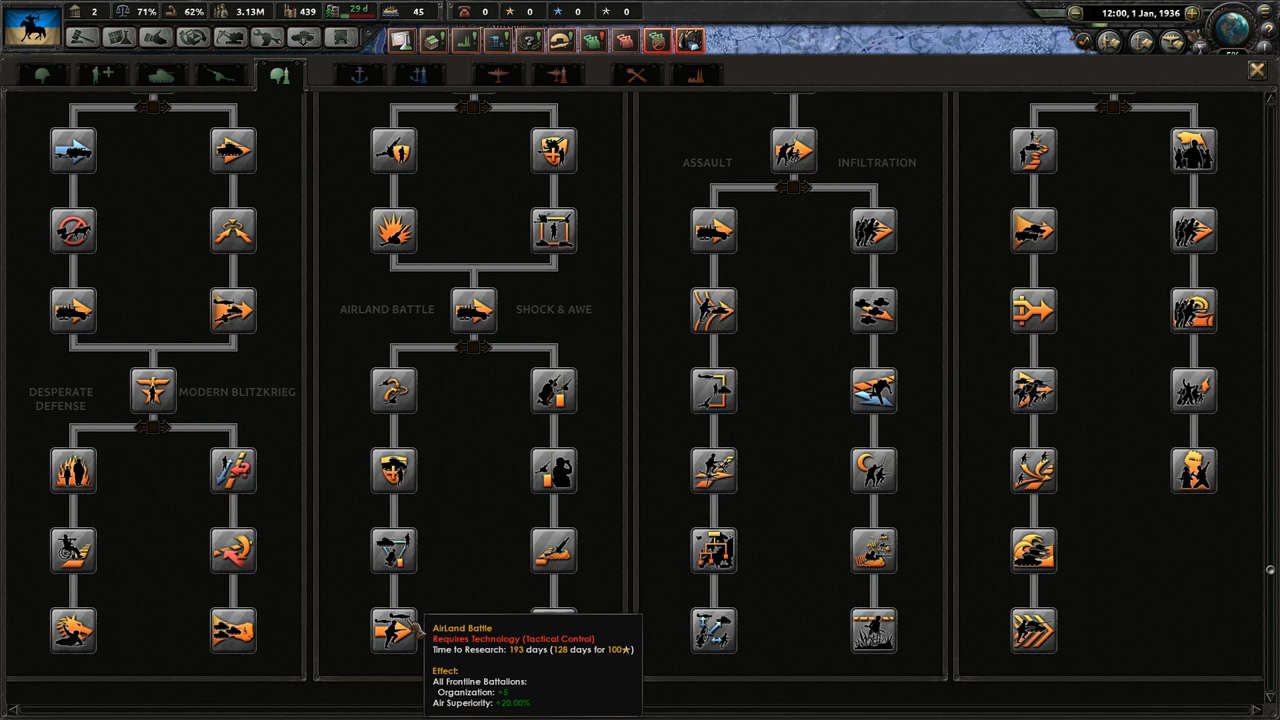 2
71%
62%
3.13M
439
29 d
45
0
0
0
0
12:00, 1 Jan, 1936
ASSAULT
INFILTRATION
AIRLAND BATTLE
SHOCK & AWE
DESPERATE
DEFENSE
MODERN BLITZKRIEG
AirLand Battle
Requires Technology (Tactical Control)
Time to Research: 193 days (128 days for 100)
Effect:
All Frontline Battalions:
Organization: +5
Air Superiority: +20.00%